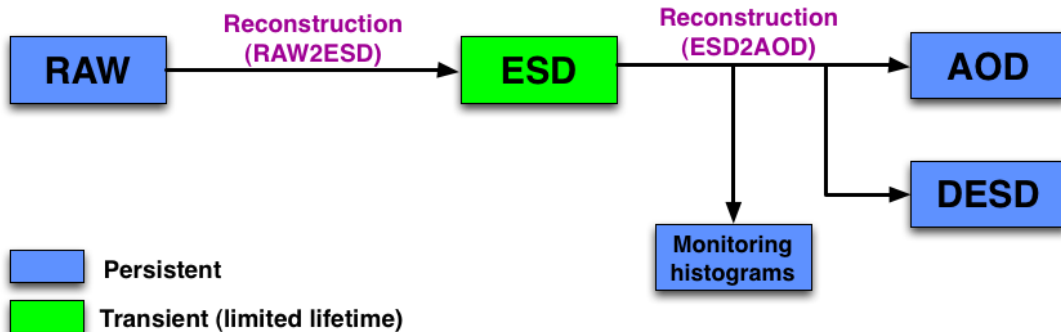 Reconstruction
(RAW2ESD)
Reconstruction
(ESD2AOD)
RAW
ESD
AOD
DESD
Monitoring
histograms
Persistent
Transient (limited lifetime)